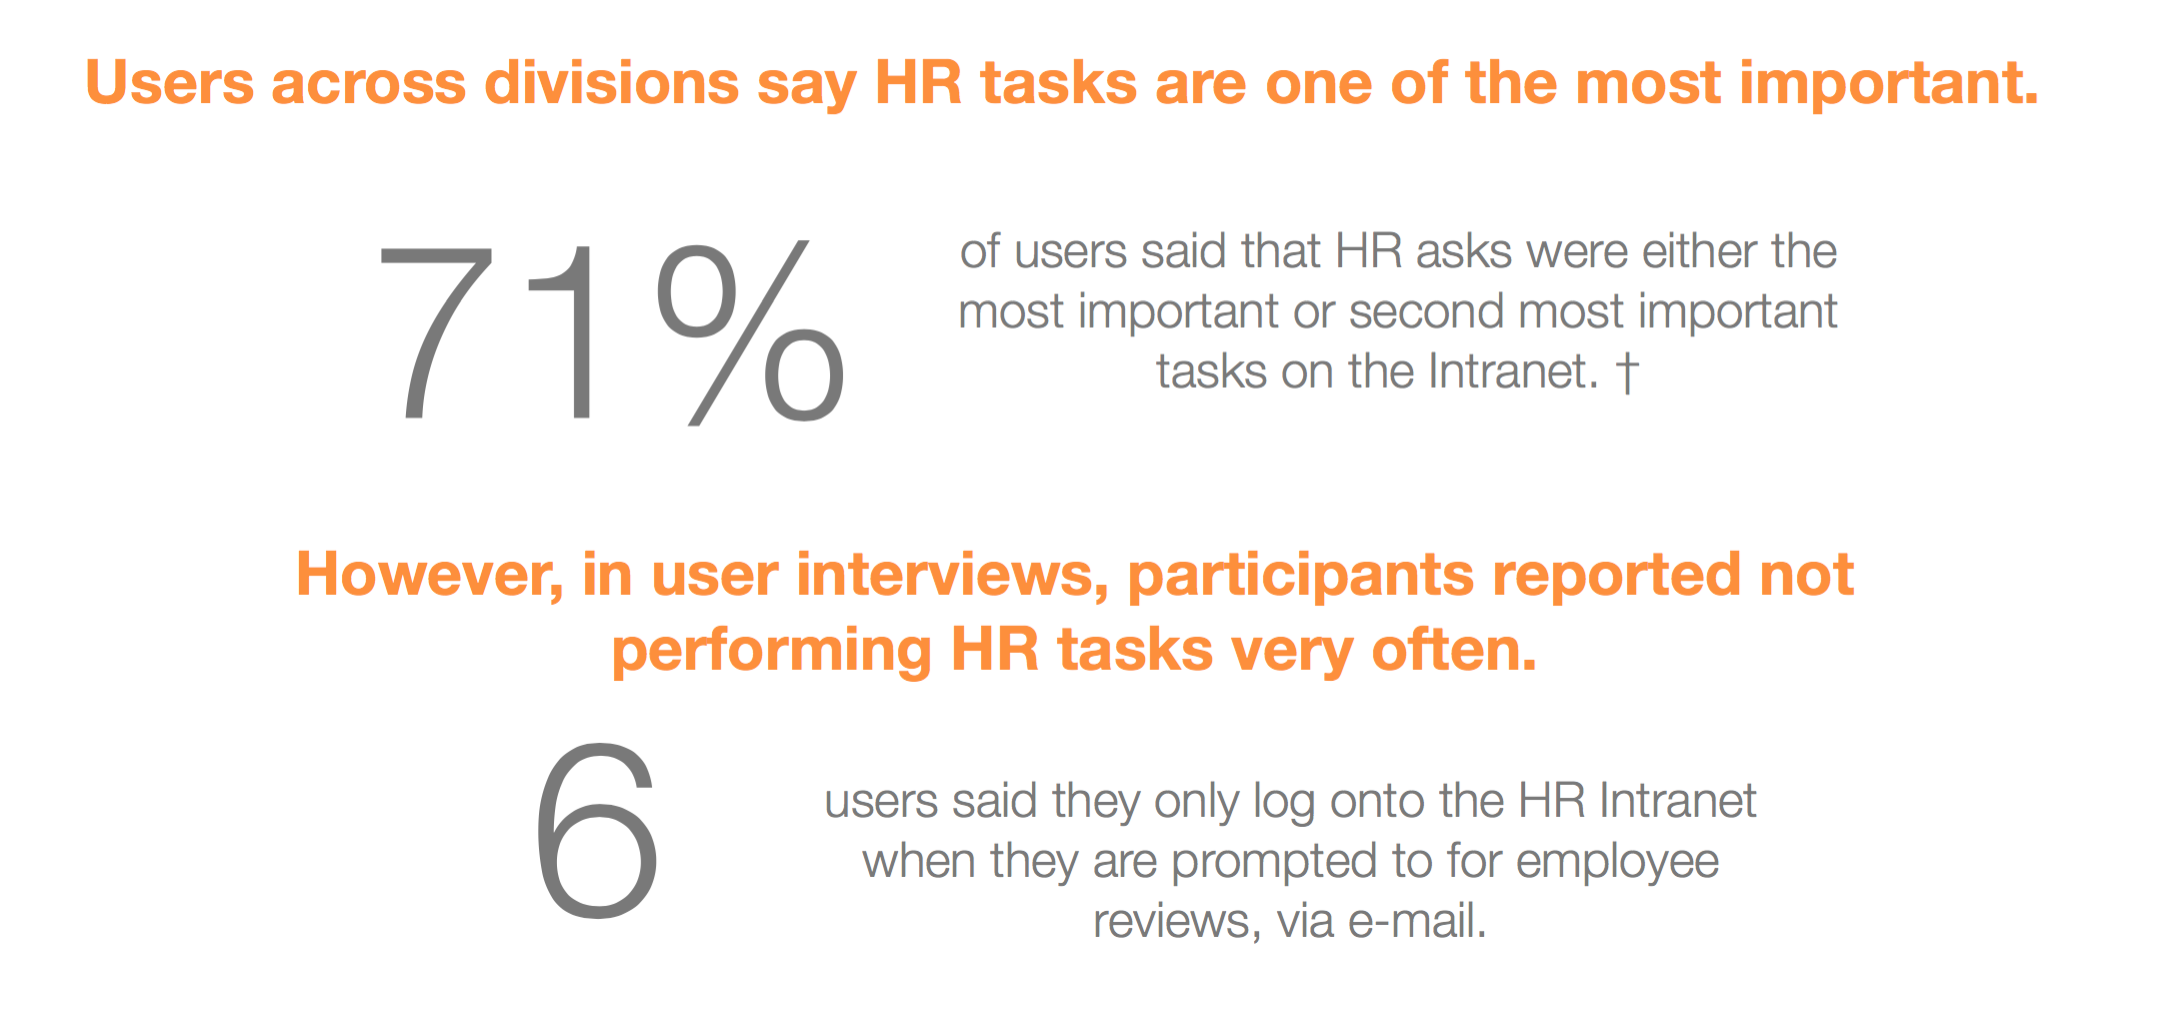 Users across divisions say HR tasks are one of the most important.
71%
of users said that HR asks were either the
most important or second most important
tasks on the Intranet. †
However, in user interviews, participants reported not
performing HR tasks very often.
6
users said they only log onto the HR Intranet
when they are prompted to for employee
reviews, via e-mail.